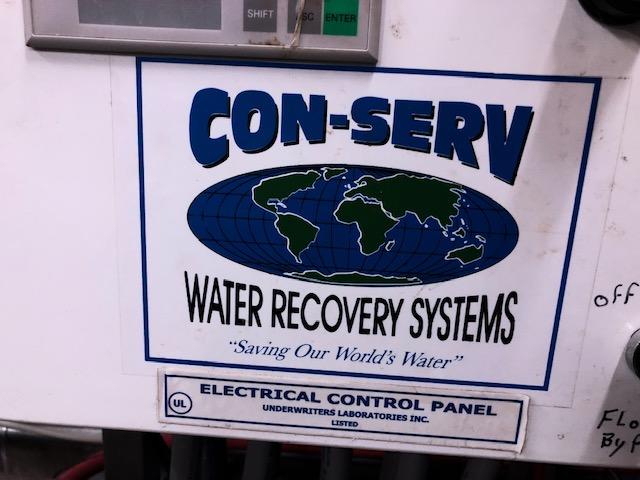 SHIFT ESC ENTER
CON-SERV
WATER RECOVERY SYSTEMS
"Saving Our World's Water"
OFF
UL ELECTRICAL CONTROL PANEL
UNDERWRITERS LABORATORIES INC.
LISTED